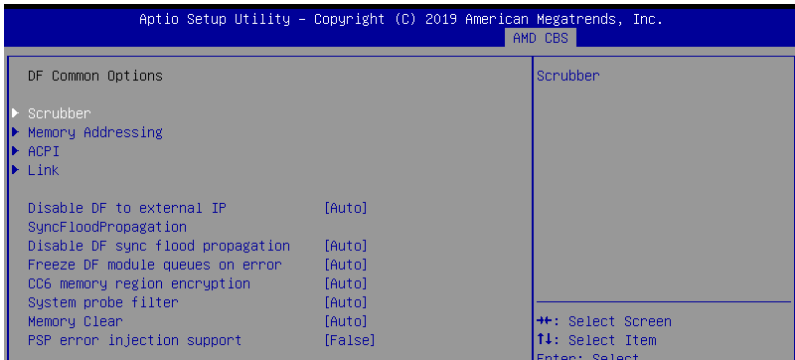 Aptio Setup Utility – Copyright (C) 2019 American Megatrends, Inc.
AMD CBS
DF Common Options
Scrubber
Memory Addressing
ACPI
Link
Disable DF to external IP [Auto]
SyncFloodPropagation
Disable DF sync flood propagation [Auto]
Freeze DF module queues on error [Auto]
CC6 memory region encryption [Auto]
System probe filter [Auto]
Memory Clear [Auto]
PSP error injection support [False]
Scrubber
→←: Select Screen
↑↓: Select Item
Enter: Select